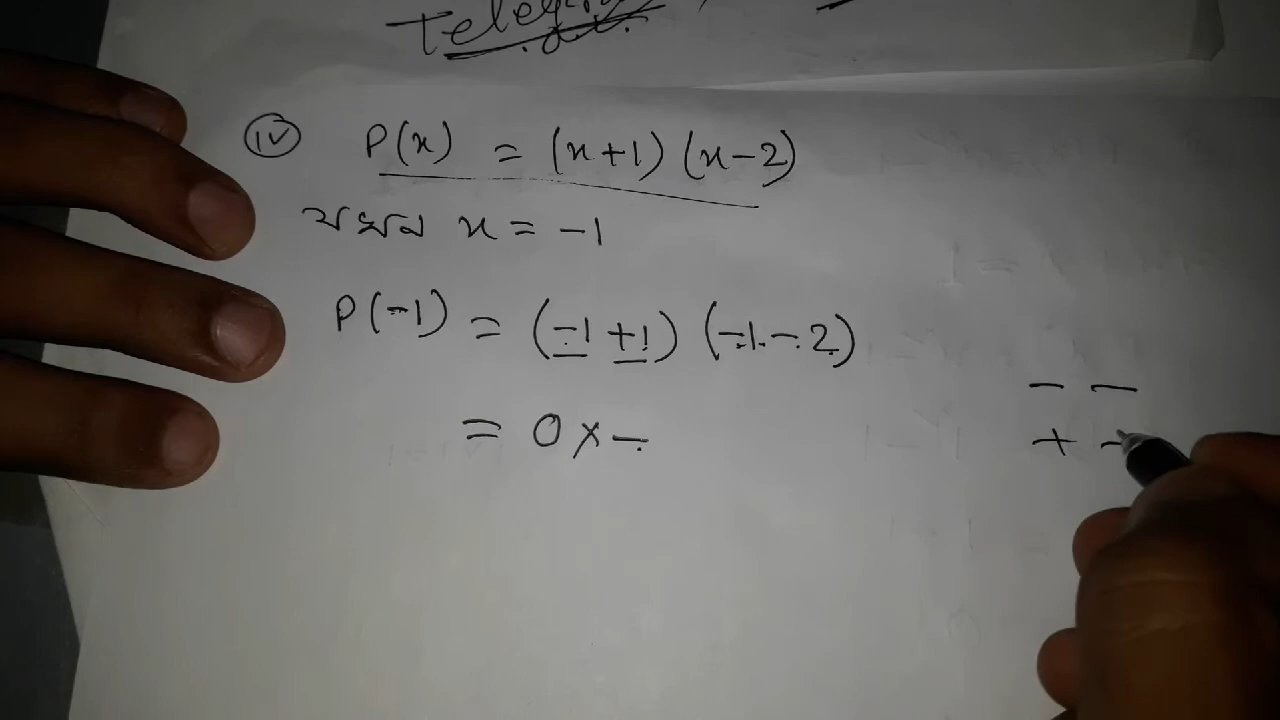 (iv) P(x) = (x+1) (x-2)
যখন x = -1
P(-1) = (-1 +1) (-1 - 2)
= 0 x -
- -
+ -